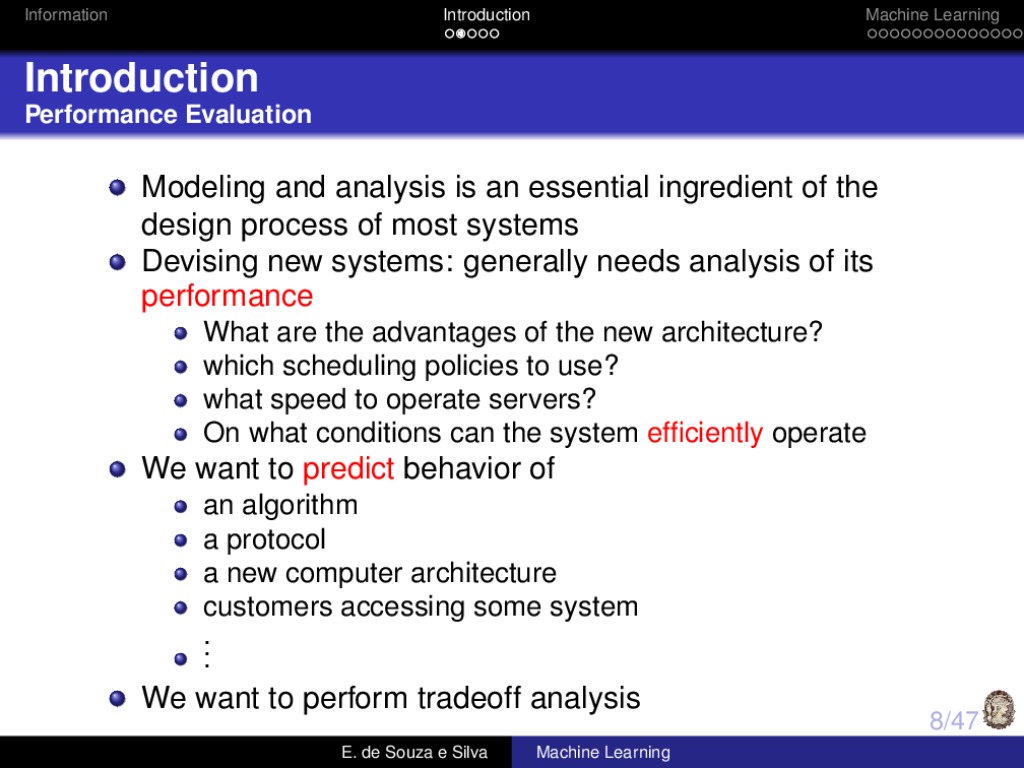 Information
Introduction
Machine Learning
Introduction
Performance Evaluation
Modeling and analysis is an essential ingredient of the
design process of most systems
Devising new systems: generally needs analysis of its
performance
What are the advantages of the new architecture?
which scheduling policies to use?
what speed to operate servers?
On what conditions can the system efficiently operate
We want to predict behavior of
an algorithm
a protocol
a new computer architecture
customers accessing some system
⋮
We want to perform tradeoff analysis
8/47
E. de Souza e Silva
Machine Learning